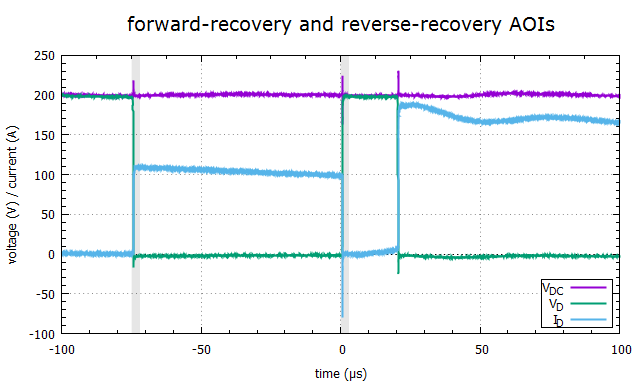 forward-recovery and reverse-recovery AOIs
voltage (V) / current (A)
250
200
150
100
50
0
-50
-100
V_DC
V_D
I_D
-100
-50
0
50
100
time (µs)